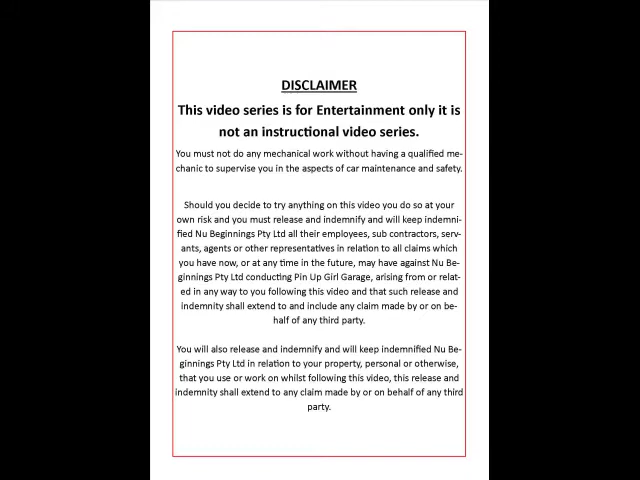 DISCLAIMER
This video series is for Entertainment only it is
not an instructional video series.
You must not do any mechanical work without having a qualified me-
chanic to supervise you in the aspects of car maintenance and safety.
Should you decide to try anything on this video you do so at your
own risk and you must release and indemnify and will keep indemni-
fied Nu Beginnings Pty Ltd all their employees, sub contractors, serv-
ants, agents or other representatives in relation to all claims which
you have now, or at any time in the future, may have against Nu Be-
ginnings Pty Ltd conducting Pin Up Girl Garage, arising from or relat-
ed in any way to you following this video and that such release and
indemnity shall extend to and include any claim made by or on be-
half of any third party.
You will also release and indemnify and will keep indemnified Nu Be-
ginnings Pty Ltd in relation to your property, personal or otherwise,
that you use or work on whilst following this video, this release and
indemnity shall extend to any claim made by or on behalf of any third
party.